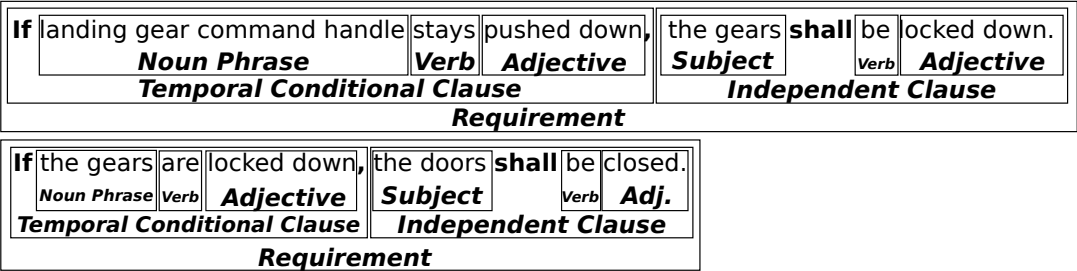 If landing gear command handle stays pushed down, the gears shall be locked down.
Noun Phrase Verb Adjective Subject Verb Adjective
Temporal Conditional Clause Independent Clause
Requirement
If the gears are locked down, the doors shall be closed.
Noun Phrase Verb Adjective Subject Verb Adj.
Temporal Conditional Clause Independent Clause
Requirement